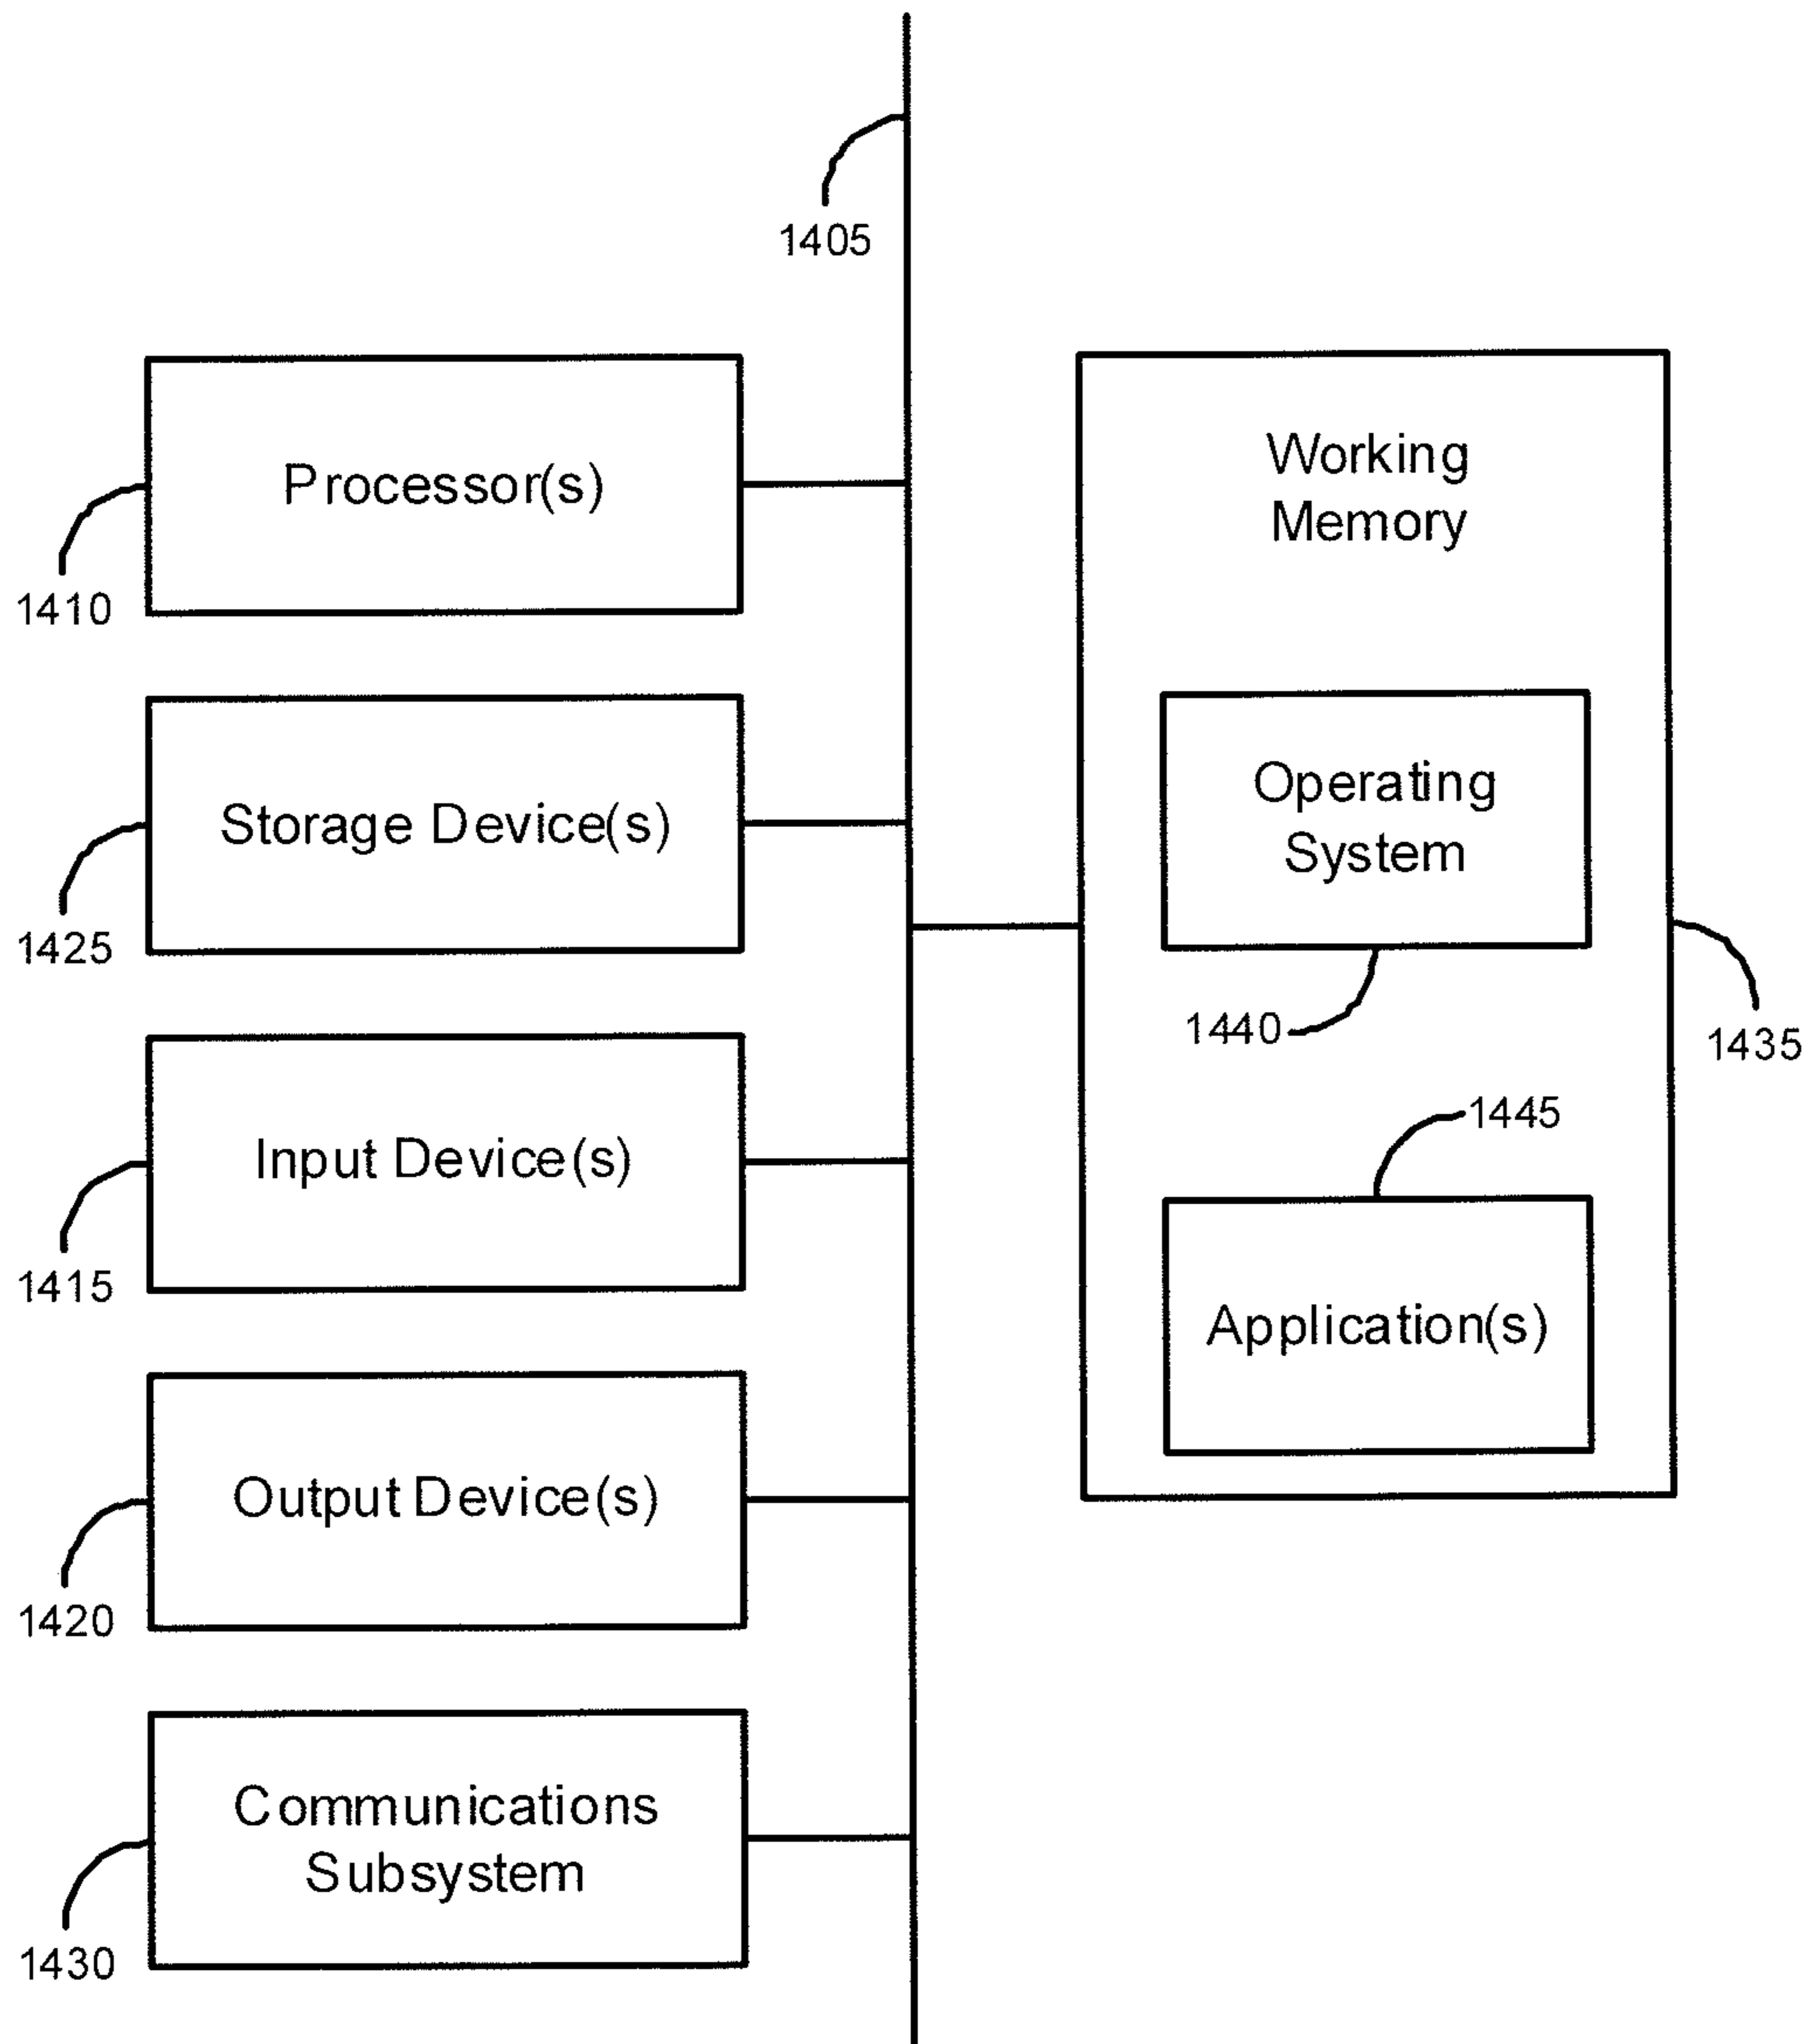 1405
Processor(s)
1410
Storage Device(s)
1425
Input Device(s)
1415
Output Device(s)
1420
Communications
Subsystem
1430
Working
Memory
Operating
System
1440
1435
1445
Application(s)